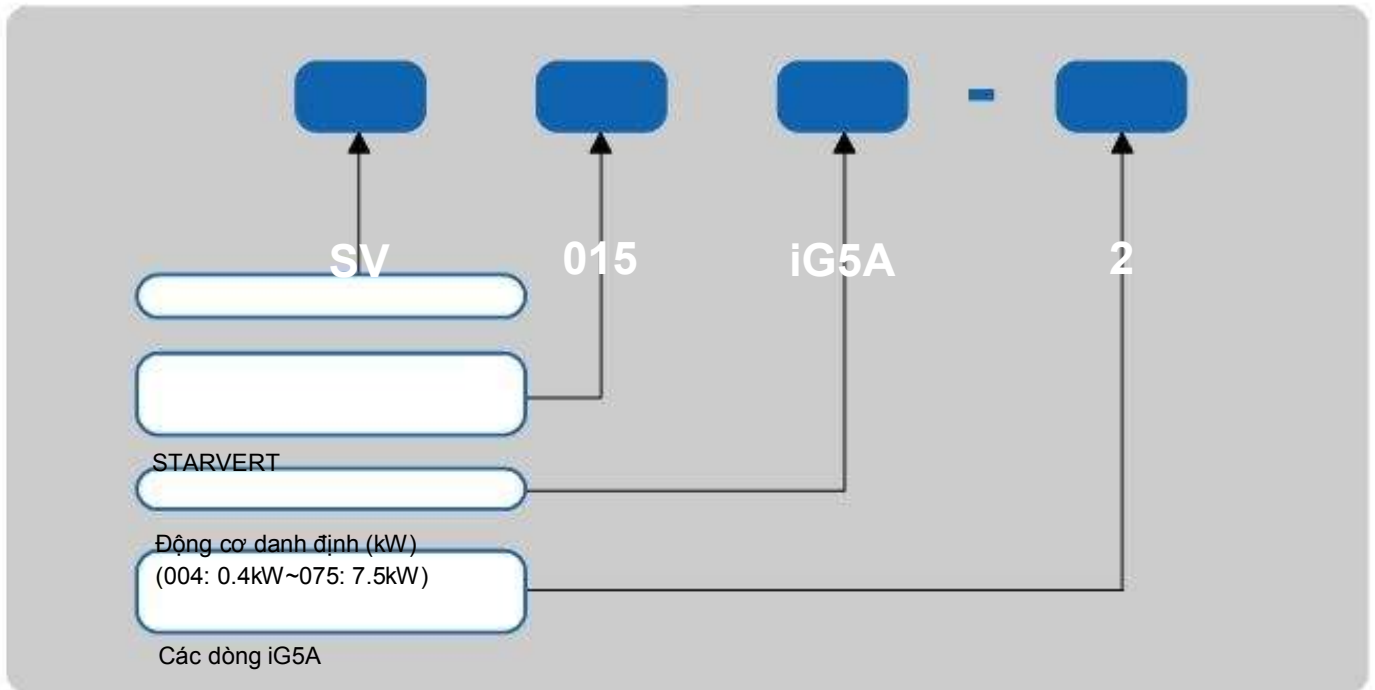 SV 015 iG5A 2
STARVERT
Động cơ danh định (kW)
(004: 0.4kW~075: 7.5kW)
Các dòng iG5A